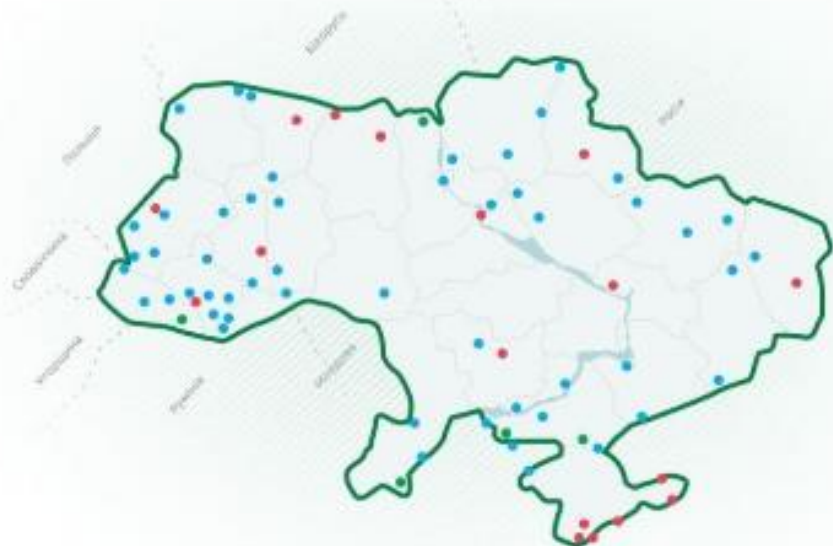 Білорусь
Росія
Польща
Словаччина
Угорщина
Румунія
Молдова